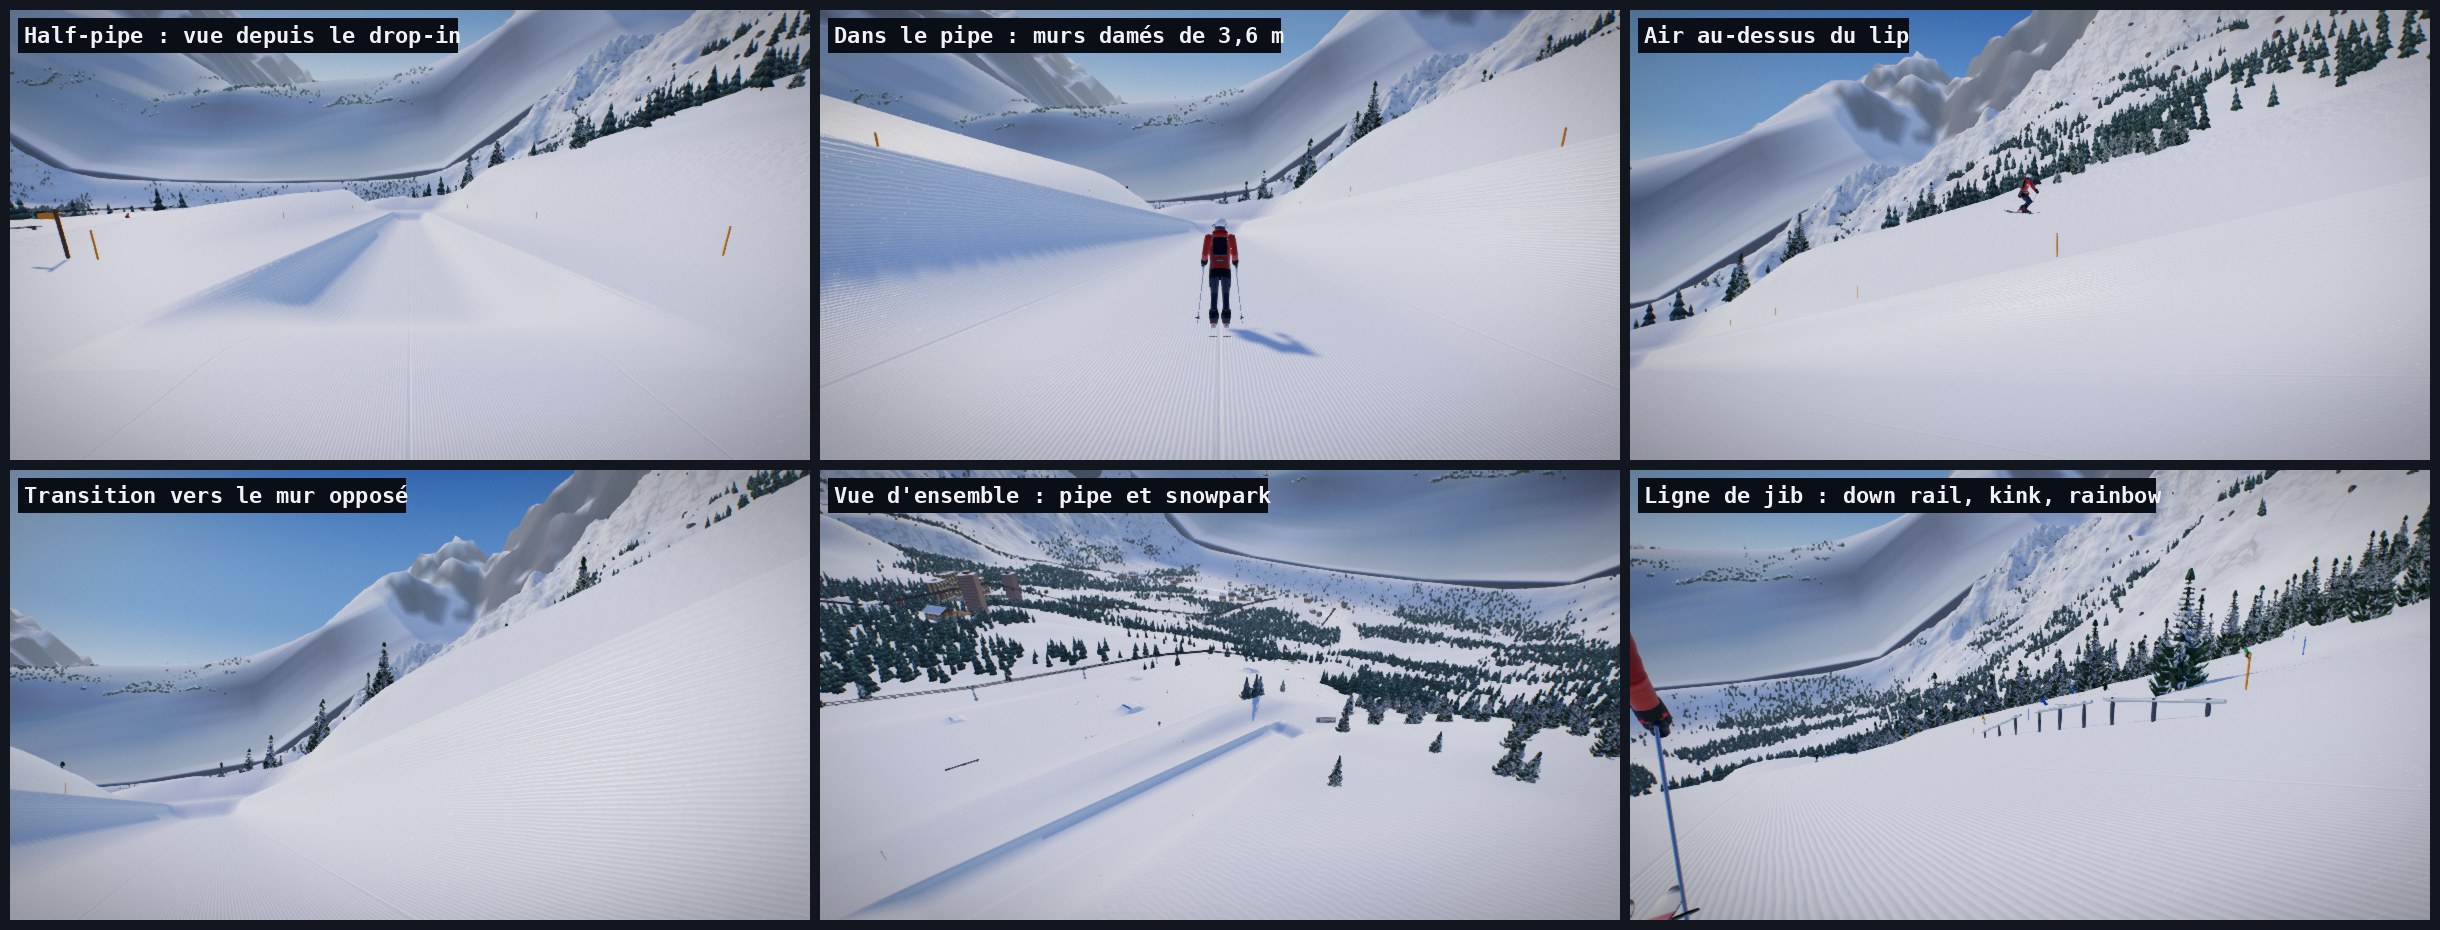 Half-pipe : vue depuis le drop-in
Dans le pipe : murs damés de 3,6 m
Air au-dessus du lip
Transition vers le mur opposé
Vue d'ensemble : pipe et snowpark
Ligne de jib : down rail, kink, rainbow